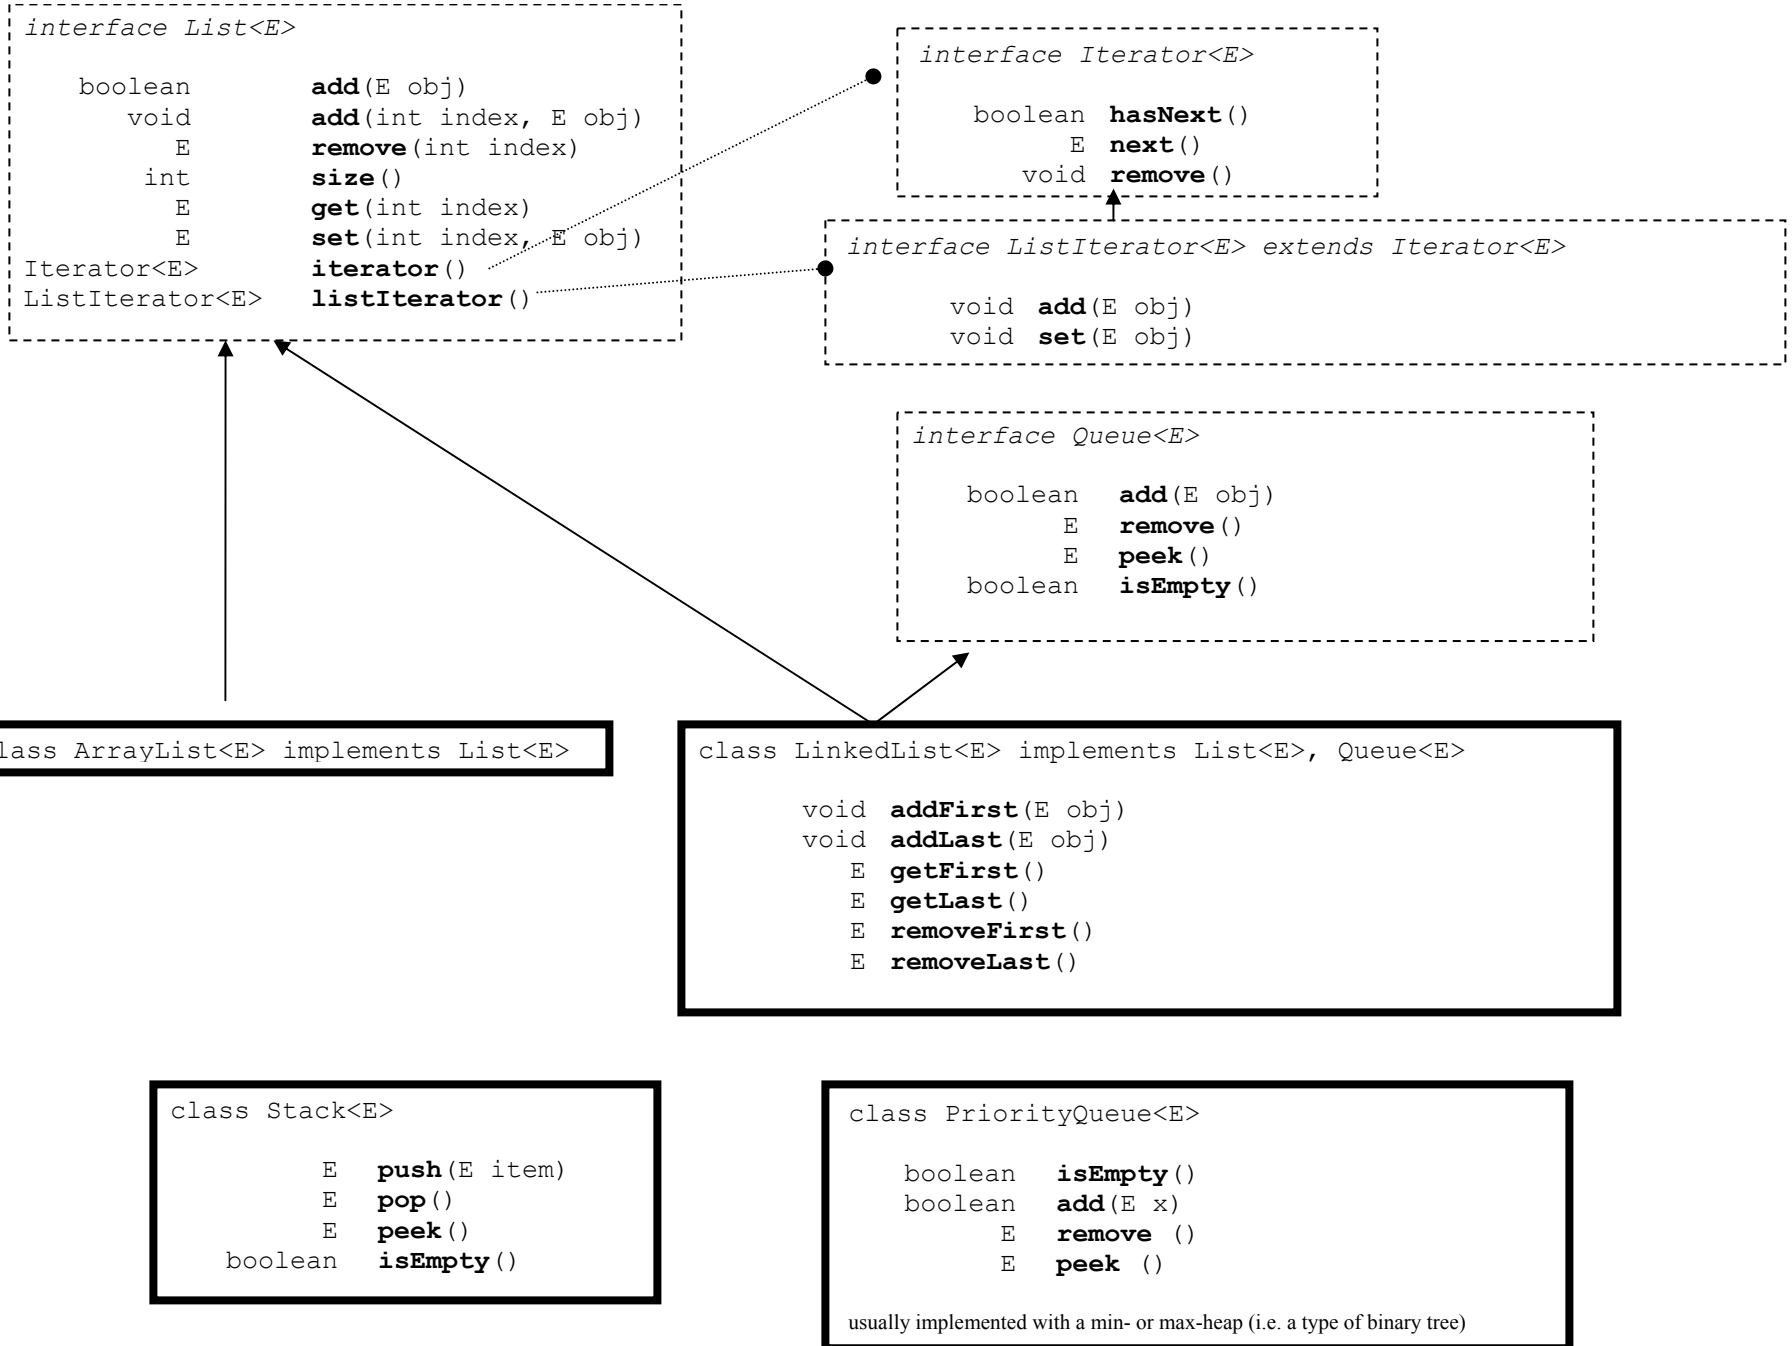 interface List<E>
boolean add(E obj)
void add(int index, E obj)
E remove(int index)
int size()
E get(int index)
E set(int index, E obj)
Iterator<E> iterator()
ListIterator<E> listIterator()
interface Iterator<E>
boolean hasNext()
E next()
void remove()
interface ListIterator<E> extends Iterator<E>
void add(E obj)
void set(E obj)
interface Queue<E>
boolean add(E obj)
E remove()
E peek()
boolean isEmpty()
lass ArrayList<E> implements List<E>
class LinkedList<E> implements List<E>, Queue<E>
void addFirst(E obj)
void addLast(E obj)
E getFirst()
E getLast()
E removeFirst()
E removeLast()
class Stack<E>
E push(E item)
E pop()
E peek()
boolean isEmpty()
class PriorityQueue<E>
boolean isEmpty()
boolean add(E x)
E remove ()
E peek ()
usually implemented with a min- or max-heap (i.e. a type of binary tree)